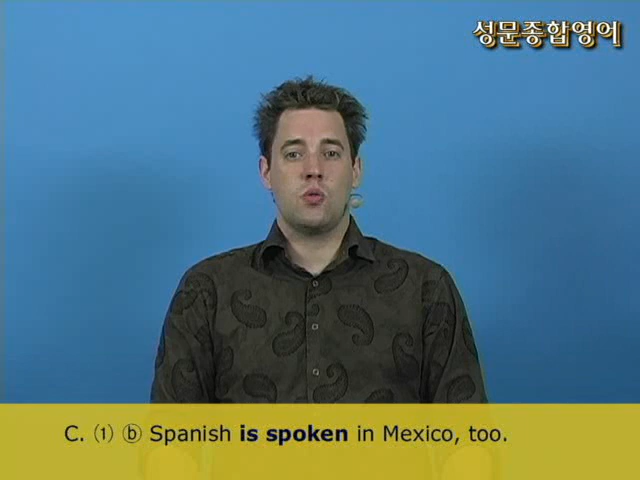 성문종합영어
C. ⑴ ⓑ Spanish is spoken in Mexico, too.